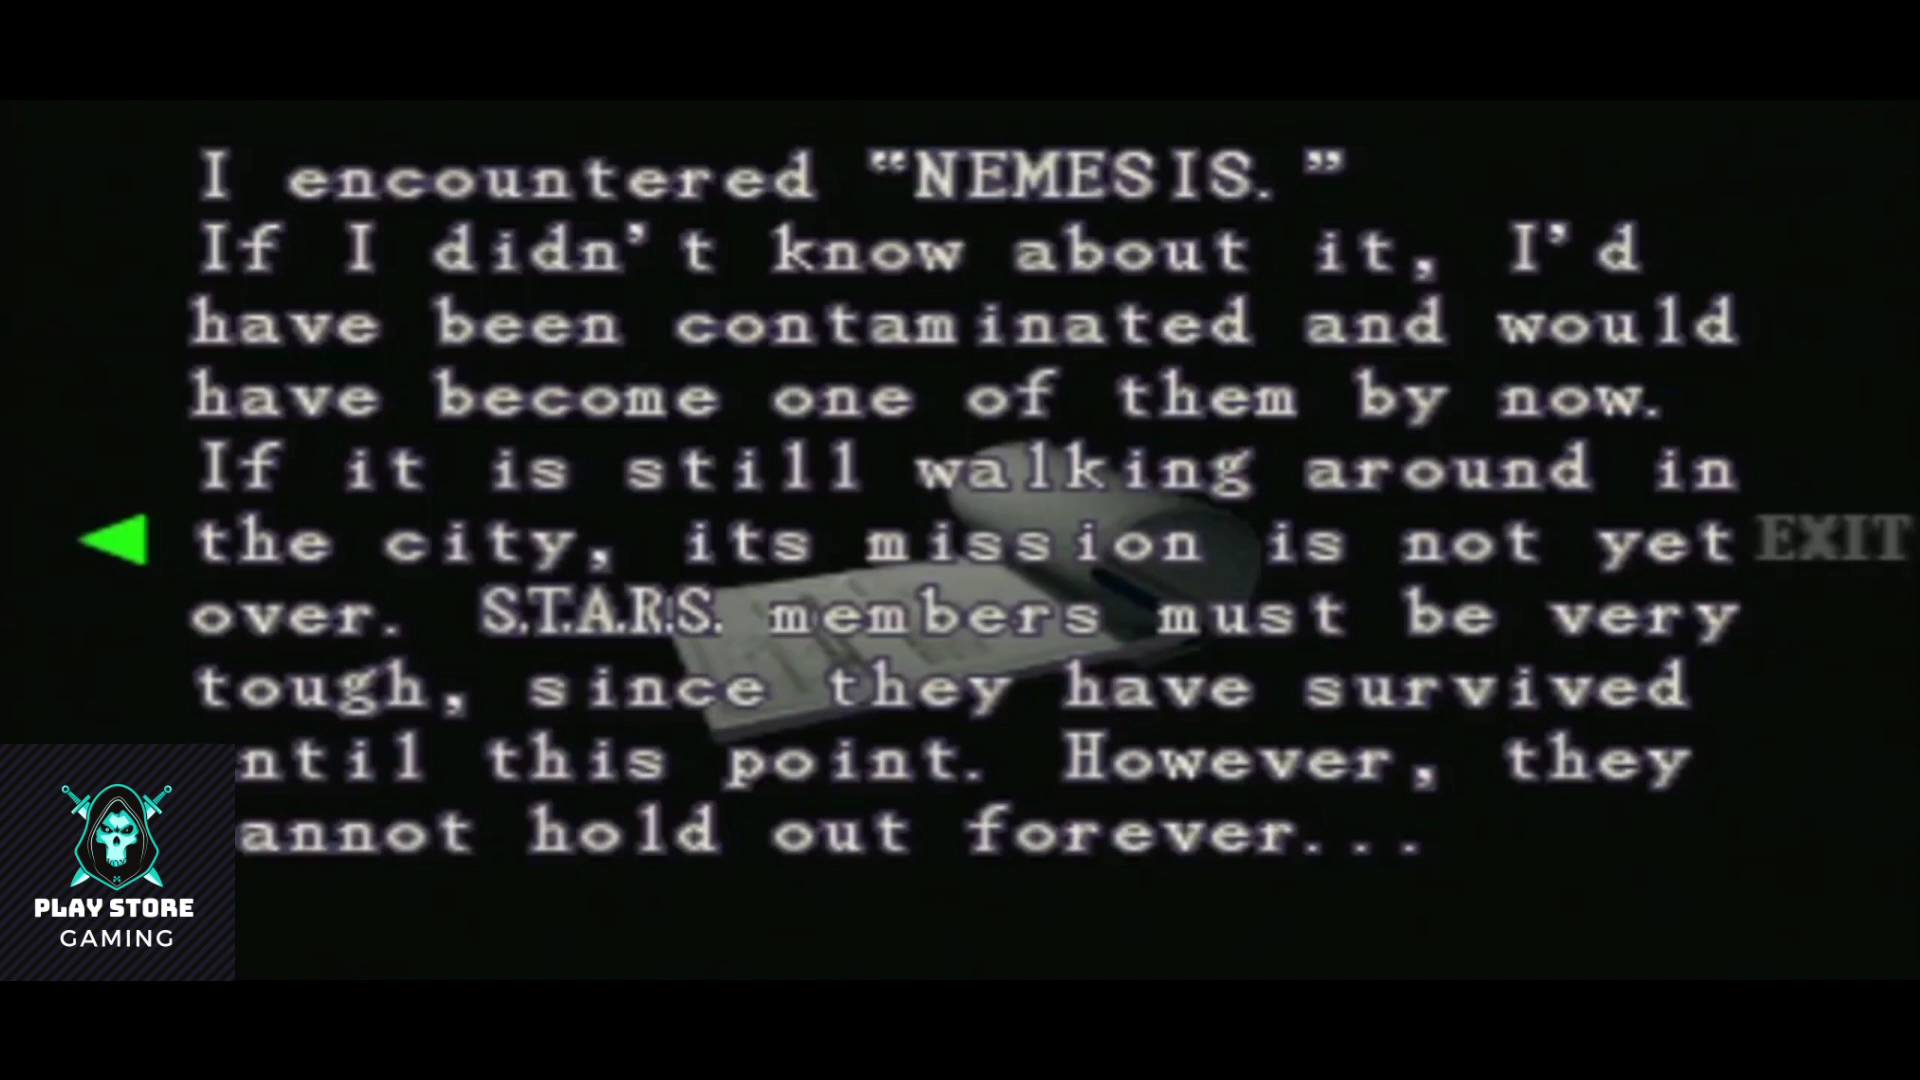 I encountered “NEMESIS.”
If I didn’t know about it, I’d
have been contaminated and would
have become one of them by now.
If it is still walking around in
the city, its mission is not yet
EXIT
over. S.T.A.R.S. members must be very
tough, since they have survived
ntil this point. However, they
annot hold out forever...
PLAY STORE
GAMING